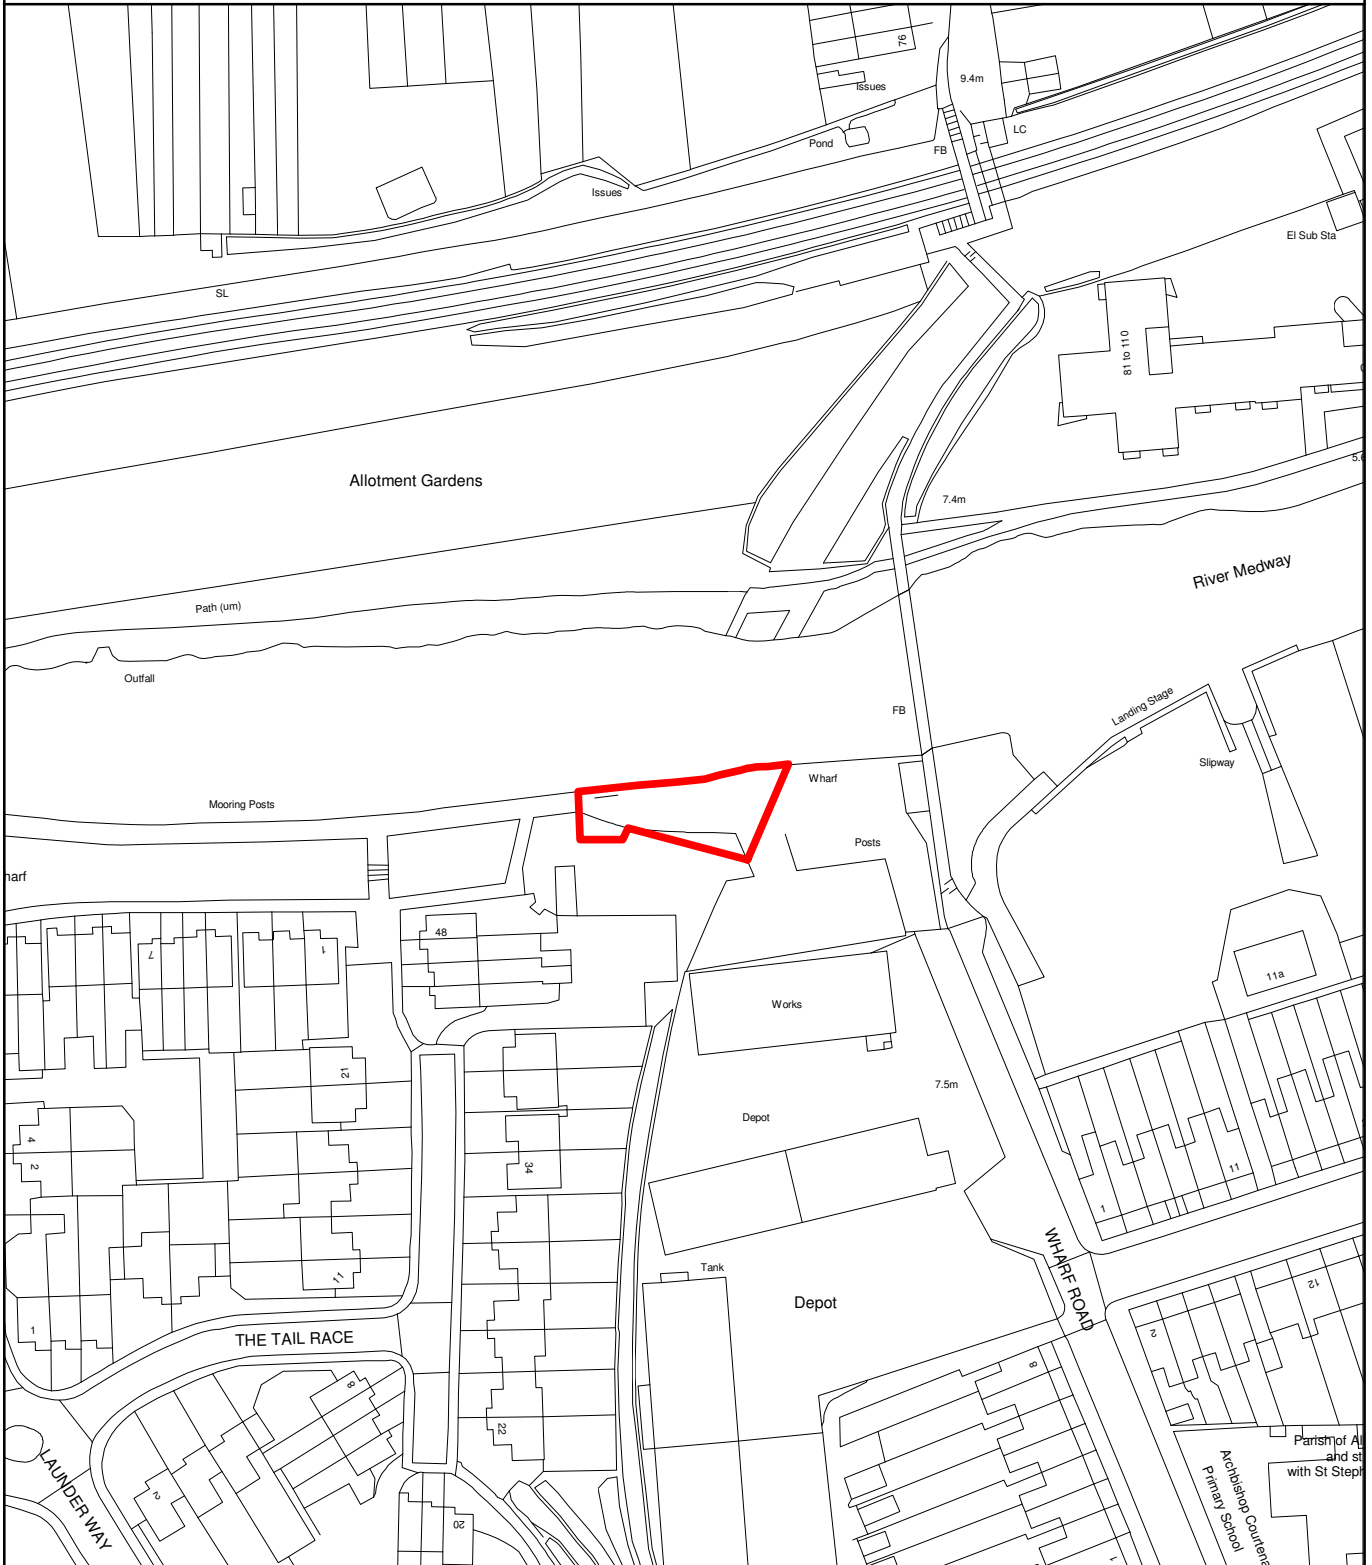 76
9.4m
Issues
LC
Pond
FB
Issues
El Sub Sta
SL
81 to 110
Allotment Gardens
7.4m
River Medway
Path (um)
Outfall
Landing Stage
FB
Slipway
Wharf
Mooring Posts
Posts
harf
48
7
1
11a
Works
21
7.5m
Depot
4
2
34
11
1
WHARF ROAD
Tank
11
12
Depot
1
THE TAIL RACE
2
8
8
22
Parish of Al
and st
with St Steph
LAUNDER WAY
Archbishop Courtena
Primary School
2
20
1